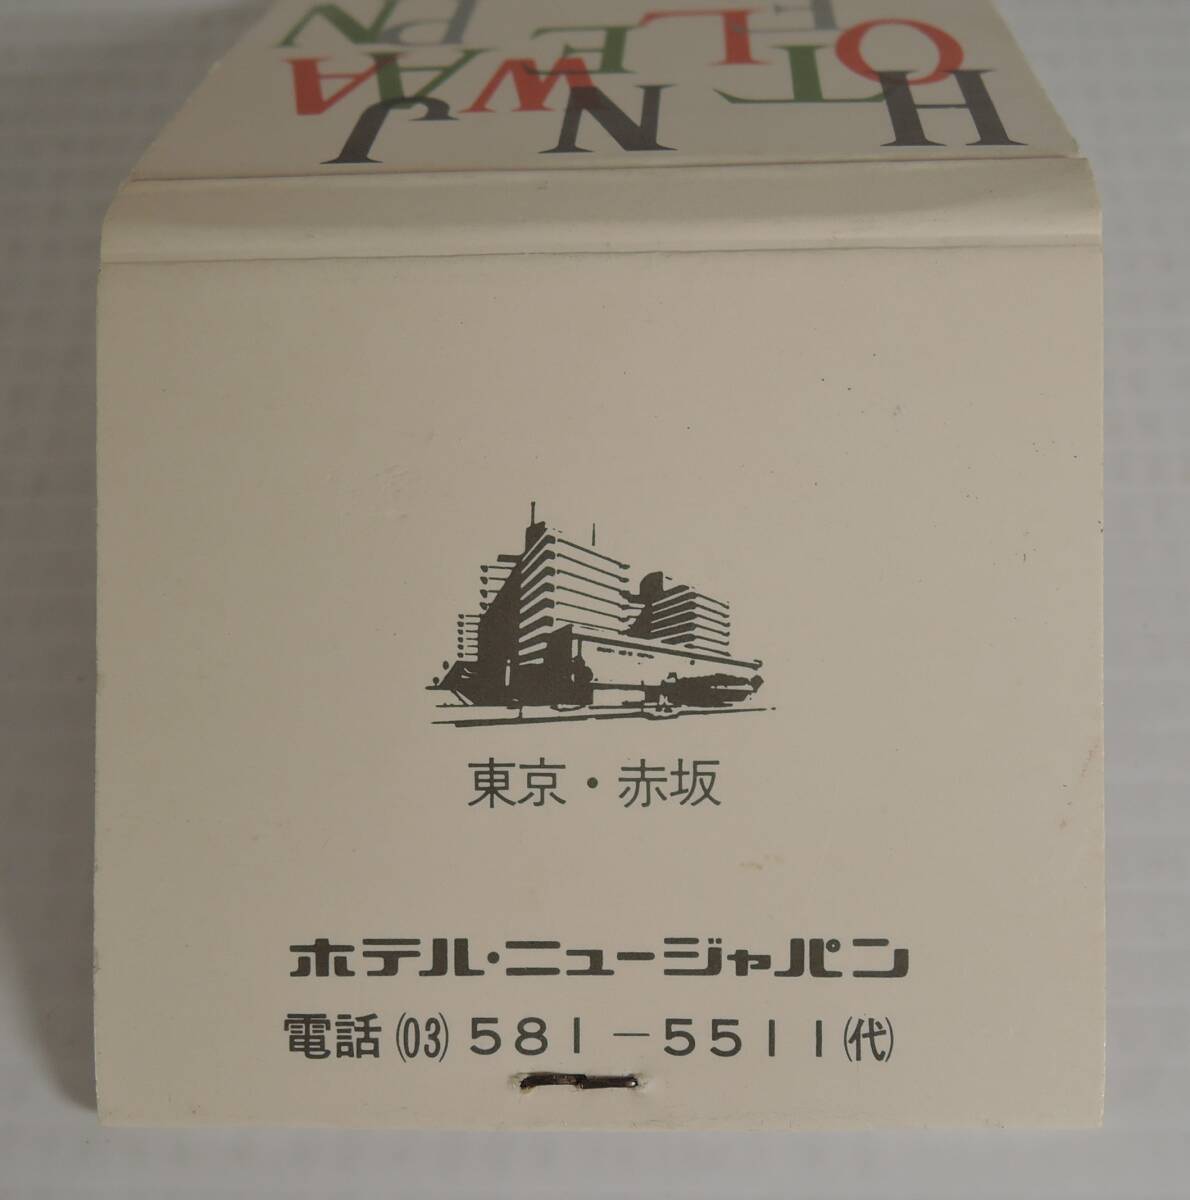 HOTEL
NEW
JAPAN
東京・赤坂
ホテル・ニュージャパン
電話(03)581-5511(代)